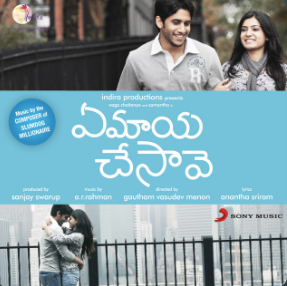 indira productions presents
naga chaitanya and samantha in
Music by the
COMPOSER OF
SLUMDOG
MILLIONAIRE
ఏమాయ
చేసావె
produced by
sanjay swarup
music by
a.r.rahman
directed by
gautham vasudev menon
lyrics
anantha sriram
SONY MUSIC